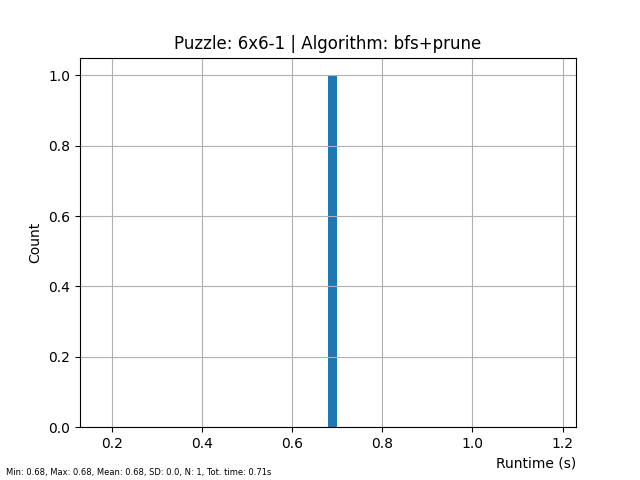 Puzzle: 6x6-1 | Algorithm: bfs+prune
1.0
0.8
0.6
0.4
0.2
0.0
Count
0.2 0.4 0.6 0.8 1.0 1.2
Runtime (s)
Min: 0.68, Max: 0.68, Mean: 0.68, SD: 0.0, N: 1, Tot. time: 0.71s